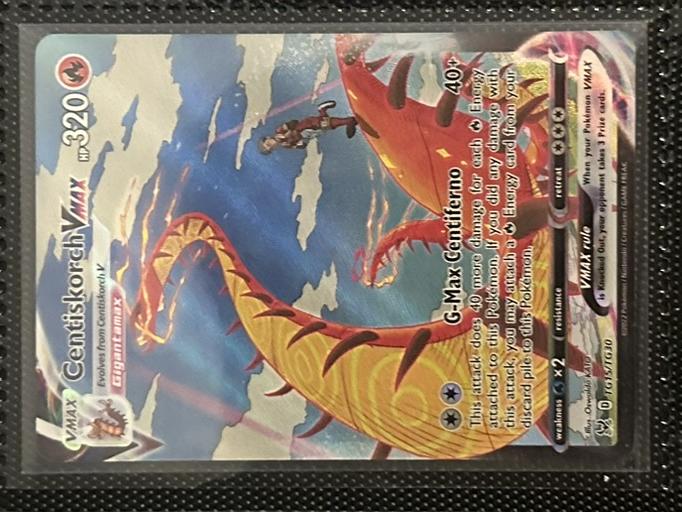 VMAX Centiskorch VMAX HP 320
Evolves from Centiskorch V
Gigantamax
G-Max Centiferno 40+
This attack does 40 more damage for each Energy
attached to this Pokémon. If you did any damage with
this attack, you may attach a Energy card from your
discard pile to this Pokémon.
weakness ×2 resistance retreat
Illus. Oswaldo KATO
VMAX rule When your Pokémon VMAX
is Knocked Out, your opponent takes 3 Prize cards.
D TG15/TG30
©2022 Pokémon / Nintendo / Creatures / GAME FREAK